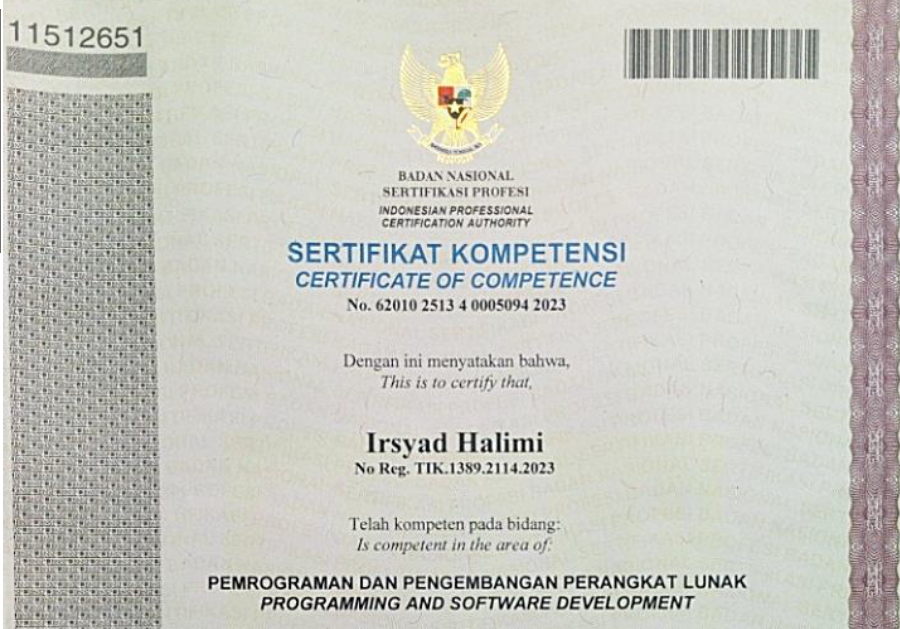 11512651
BADAN NASIONAL
SERTIFIKASI PROFESI
INDONESIAN PROFESSIONAL
CERTIFICATION AUTHORITY
SERTIFIKAT KOMPETENSI
CERTIFICATE OF COMPETENCE
No. 62010 2513 4 0005094 2023
Dengan ini menyatakan bahwa,
This is to certify that,
Irsyad Halimi
No Reg. TIK.1389.2114.2023
Telah kompeten pada bidang:
Is competent in the area of:
PEMROGRAMAN DAN PENGEMBANGAN PERANGKAT LUNAK
PROGRAMMING AND SOFTWARE DEVELOPMENT